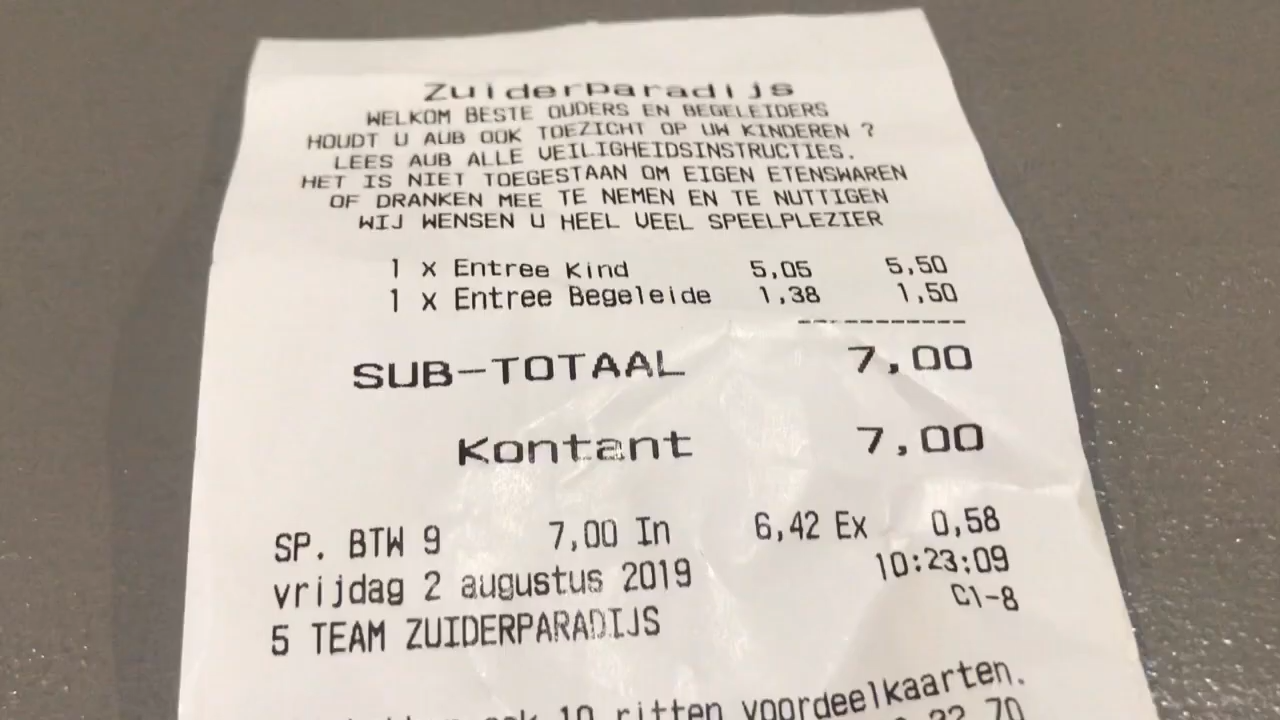 Zuiderparadijs
WELKOM BESTE OUDERS EN BEGELEIDERS
HOUDT U AUB OOK TOEZICHT OP UW KINDEREN ?
LEES AUB ALLE VEILIGHEIDSINSTRUCTIES.
HET IS NIET TOEGESTAAN OM EIGEN ETENSWAREN
OF DRANKEN MEE TE NEMEN EN TE NUTTIGEN
WIJ WENSEN U HEEL VEEL SPEELPLEZIER
1 x Entree Kind 5,05 5,50
1 x Entree Begeleide 1,38 1,50
----------
SUB-TOTAAL 7,00
Kontant 7,00
SP. BTW 9 7,00 In 6,42 Ex 0,58
vrijdag 2 augustus 2019 10:23:09
5 TEAM ZUIDERPARADIJS C1-8
ook 10 ritten voordeelkaarten.